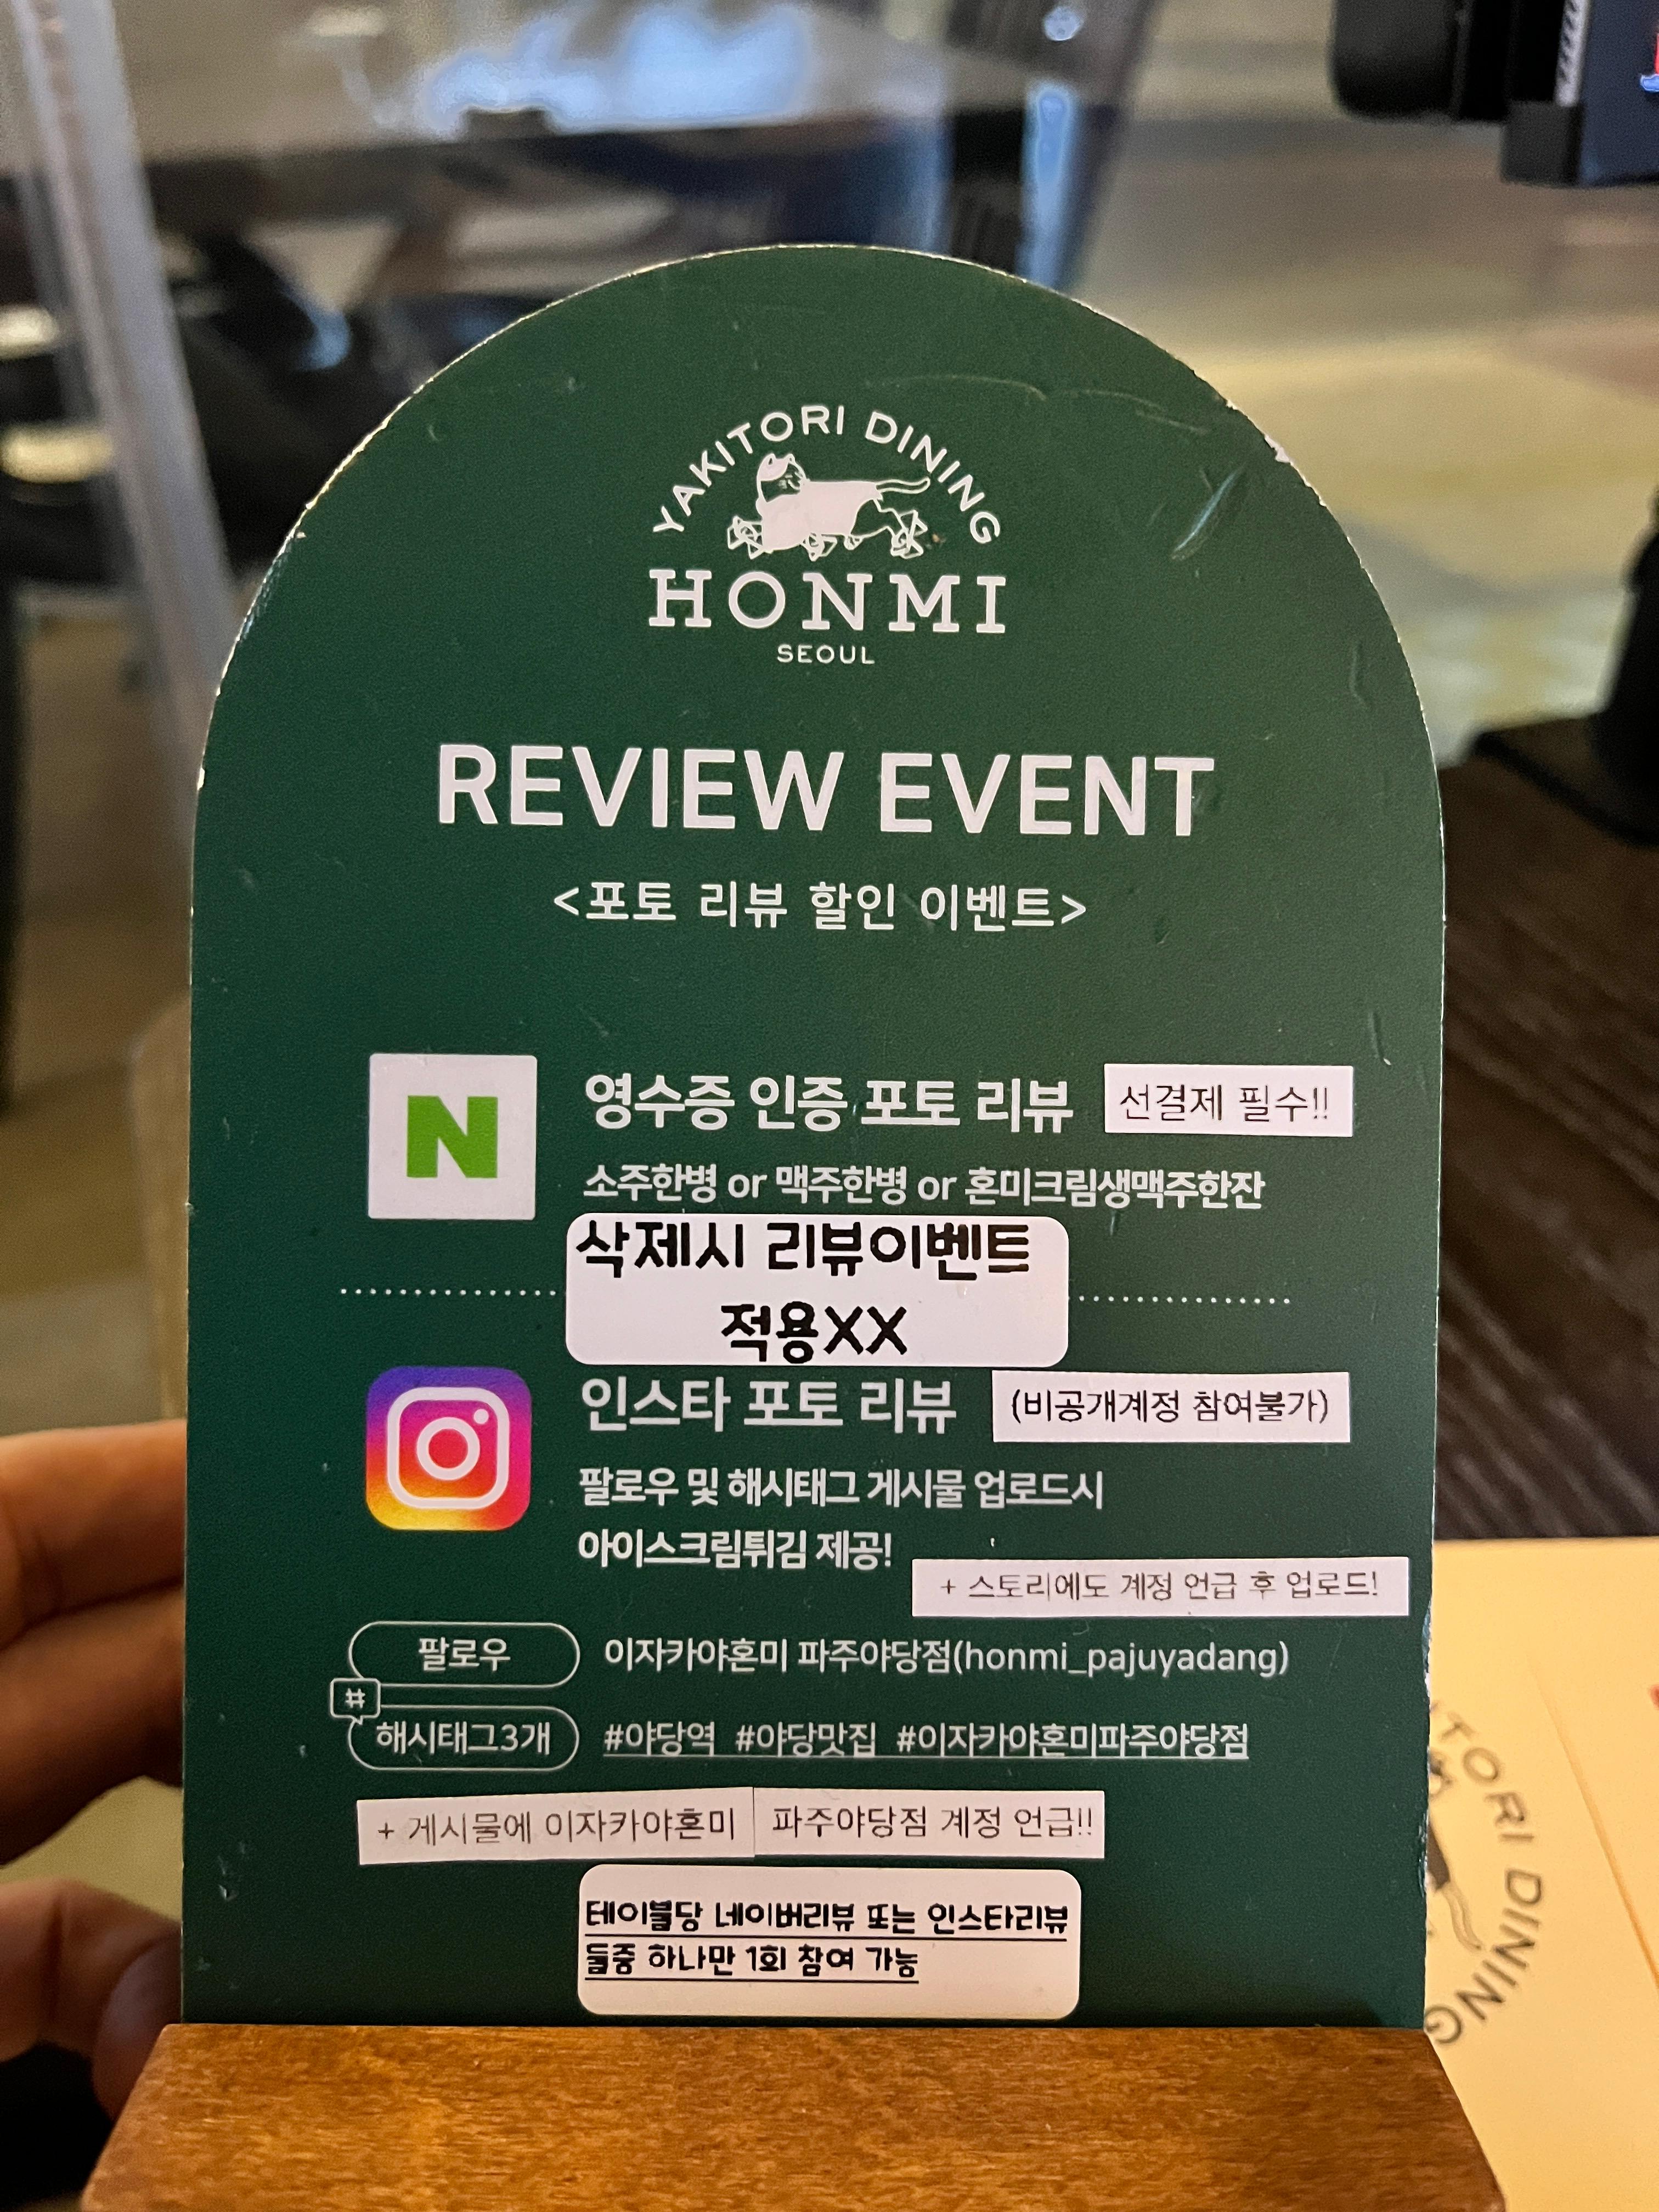 YAKITORI DINING
HONMI
SEOUL
REVIEW EVENT
<포토 리뷰 할인 이벤트>
N
영수증 인증 포토 리뷰 선결제 필수!!
소주한병 or 맥주한병 or 혼미크림생맥주한잔
삭제시 리뷰이벤트
적용XX
인스타 포토 리뷰 (비공개계정 참여불가)
팔로우 및 해시태그 게시물 업로드시
아이스크림튀김 제공!
+ 스토리에도 계정 언급 후 업로드!
팔로우 이자카야혼미 파주야당점(honmi_pajuyadang)
#
해시태그3개 #야당역 #야당맛집 #이자카야혼미파주야당점
+ 게시물에 이자카야혼미 파주야당점 계정 언급!!
테이블당 네이버리뷰 또는 인스타리뷰
둘중 하나만 1회 참여 가능
DINING